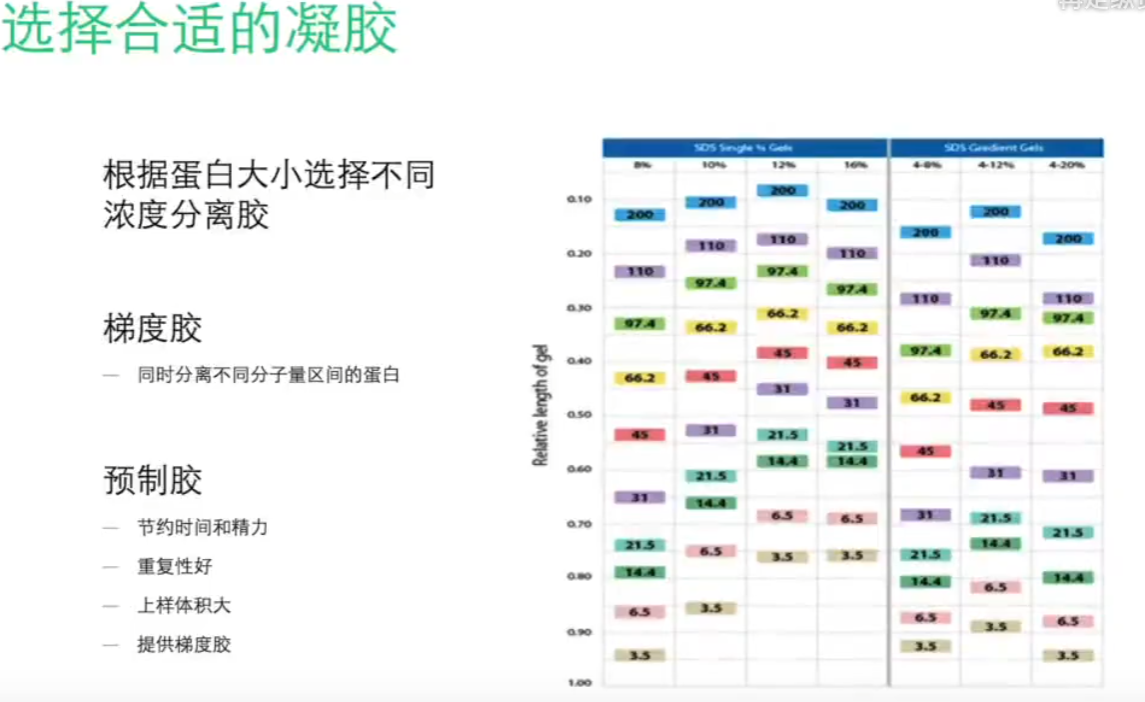 选择合适的凝胶
根据蛋白大小选择不同
浓度分离胶
梯度胶
— 同时分离不同分子量区间的蛋白
预制胶
— 节约时间和精力
— 重复性好
— 上样体积大
— 提供梯度胶
SDS Single % Gels SDS Gradient Gels
8% 10% 12% 16% 4-8% 4-12% 4-20%
Relative length of gel
0.10
0.20
0.30
0.40
0.50
0.60
0.70
0.80
0.90
1.00
200 110 97.4 66.2 45 31 21.5 14.4 6.5 3.5
200 110 97.4 66.2 45 31 21.5 14.4 6.5 3.5
200 110 97.4 66.2 45 31 21.5 14.4 6.5 3.5
200 110 97.4 66.2 45 31 21.5 14.4 6.5 3.5
200 110 97.4 66.2 45 31 21.5 14.4 6.5 3.5
200 110 97.4 66.2 45 31 21.5 14.4 6.5 3.5
200 110 97.4 66.2 45 31 21.5 14.4 6.5 3.5